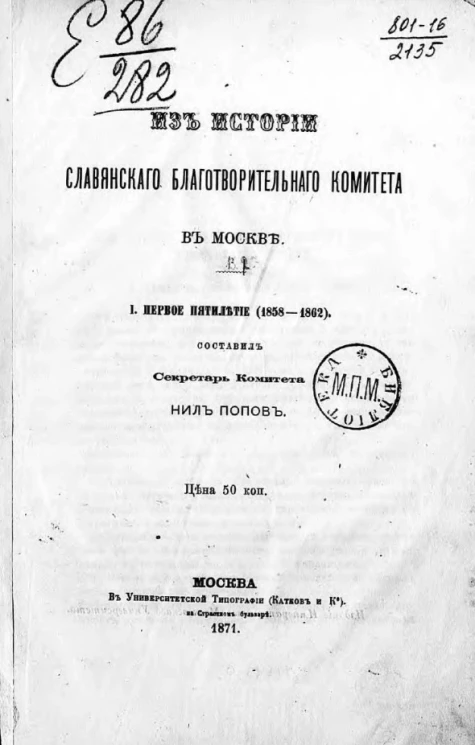 Е 86
282
801-16
2135
ИЗЪ ИСТОРІИ
СЛАВЯНСКАГО БЛАГОТВОРИТЕЛЬНАГО КОМИТЕТА
ВЪ МОСКВѢ.
I. ПЕРВОЕ ПЯТИЛѢТІЕ (1858—1862).
СОСТАВИЛЪ
Секретарь Комитета
НИЛЪ ПОПОВЪ.
БИБЛІОТЕКА
М.П.М.
Цѣна 50 коп.
МОСКВА
Въ Университетской Типографіи (Катковъ и К°).
на Страстномъ бульварѣ.
1871.